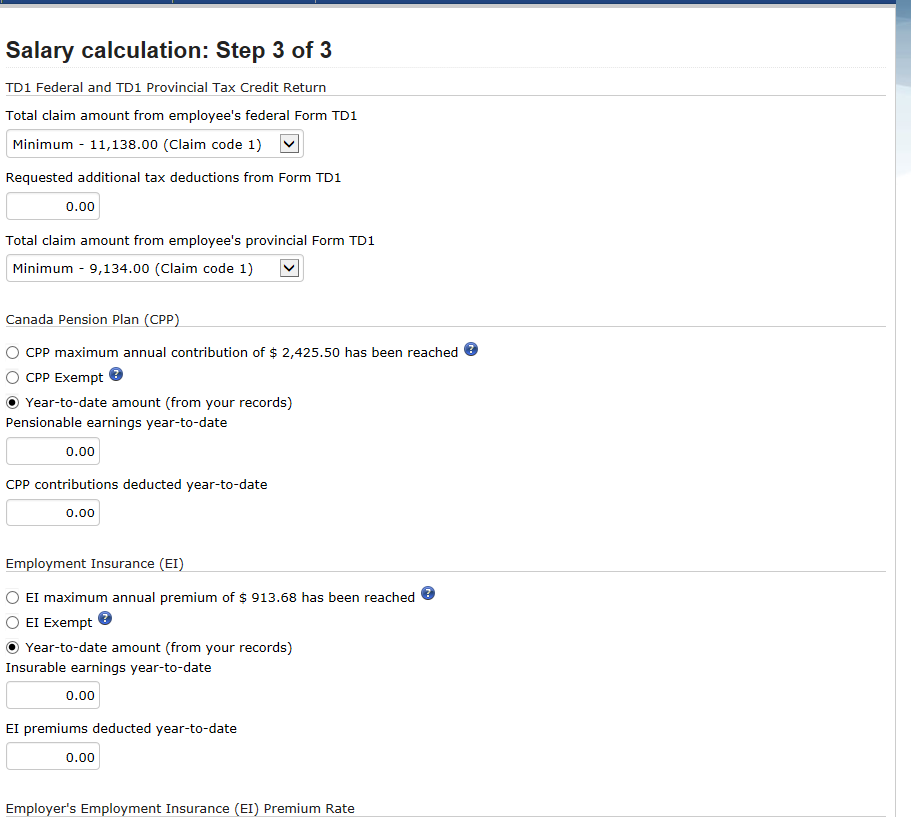 Salary calculation: Step 3 of 3
TD1 Federal and TD1 Provincial Tax Credit Return
Total claim amount from employee's federal Form TD1
Minimum - 11,138.00 (Claim code 1)
Requested additional tax deductions from Form TD1
0.00
Total claim amount from employee's provincial Form TD1
Minimum - 9,134.00 (Claim code 1)
Canada Pension Plan (CPP)
CPP maximum annual contribution of $ 2,425.50 has been reached ?
CPP Exempt ?
Year-to-date amount (from your records)
Pensionable earnings year-to-date
0.00
CPP contributions deducted year-to-date
0.00
Employment Insurance (EI)
EI maximum annual premium of $ 913.68 has been reached ?
EI Exempt ?
Year-to-date amount (from your records)
Insurable earnings year-to-date
0.00
EI premiums deducted year-to-date
0.00
Employer's Employment Insurance (EI) Premium Rate